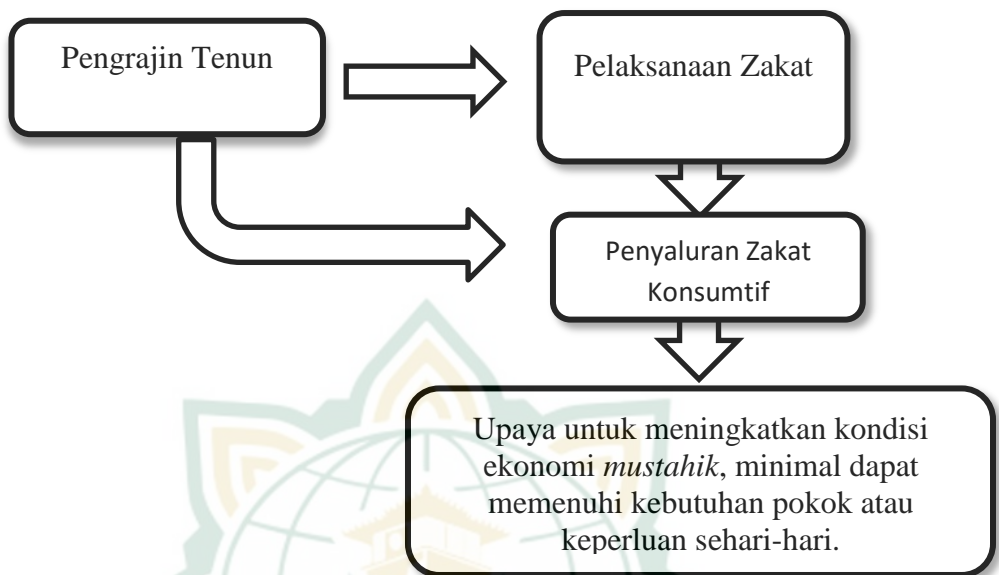 Pengrajin Tenun
Pelaksanaan Zakat
Penyaluran Zakat
Konsumtif
Upaya untuk meningkatkan kondisi
ekonomi mustahik, minimal dapat
memenuhi kebutuhan pokok atau
keperluan sehari-hari.